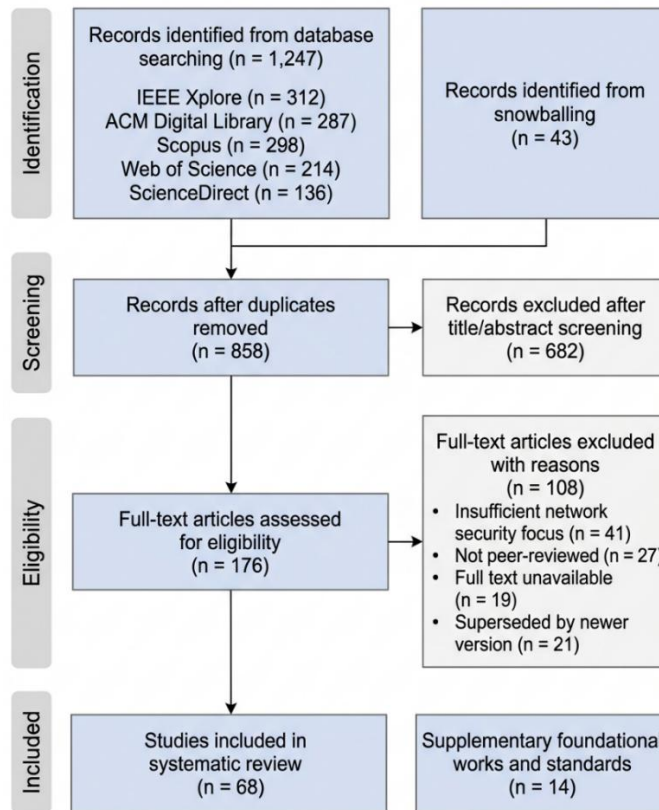 Identification
Records identified from database
searching (n = 1,247)
IEEE Xplore (n = 312)
ACM Digital Library (n = 287)
Scopus (n = 298)
Web of Science (n = 214)
ScienceDirect (n = 136)
Records identified from
snowballing
(n = 43)
Screening
Records after duplicates
removed
(n = 858)
Records excluded after
title/abstract screening
(n = 682)
Eligibility
Full-text articles assessed
for eligibility
(n = 176)
Full-text articles excluded
with reasons
(n = 108)
• Insufficient network
security focus (n = 41)
• Not peer-reviewed (n = 27)
• Full text unavailable
(n = 19)
• Superseded by newer
version (n = 21)
Included
Studies included in
systematic review
(n = 68)
Supplementary foundational
works and standards
(n = 14)